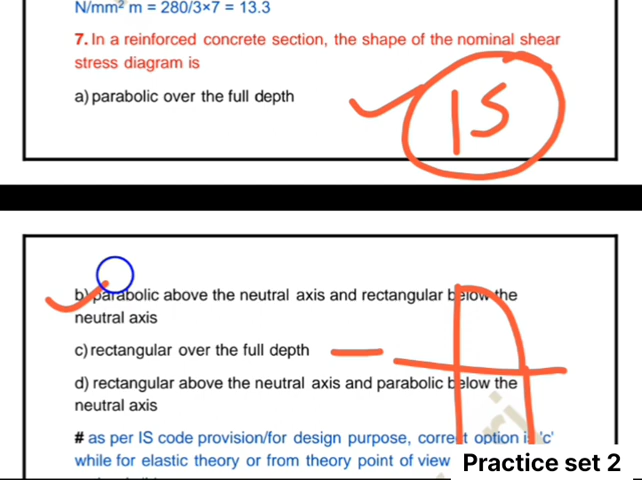 N/mm² m = 280/3×7 = 13.3
7. In a reinforced concrete section, the shape of the nominal shear
stress diagram is
a) parabolic over the full depth
IS
b) parabolic above the neutral axis and rectangular below the
neutral axis
c) rectangular over the full depth
d) rectangular above the neutral axis and parabolic below the
neutral axis
# as per IS code provision/for design purpose, correct option is 'c'
while for elastic theory or from theory point of view
Practice set 2